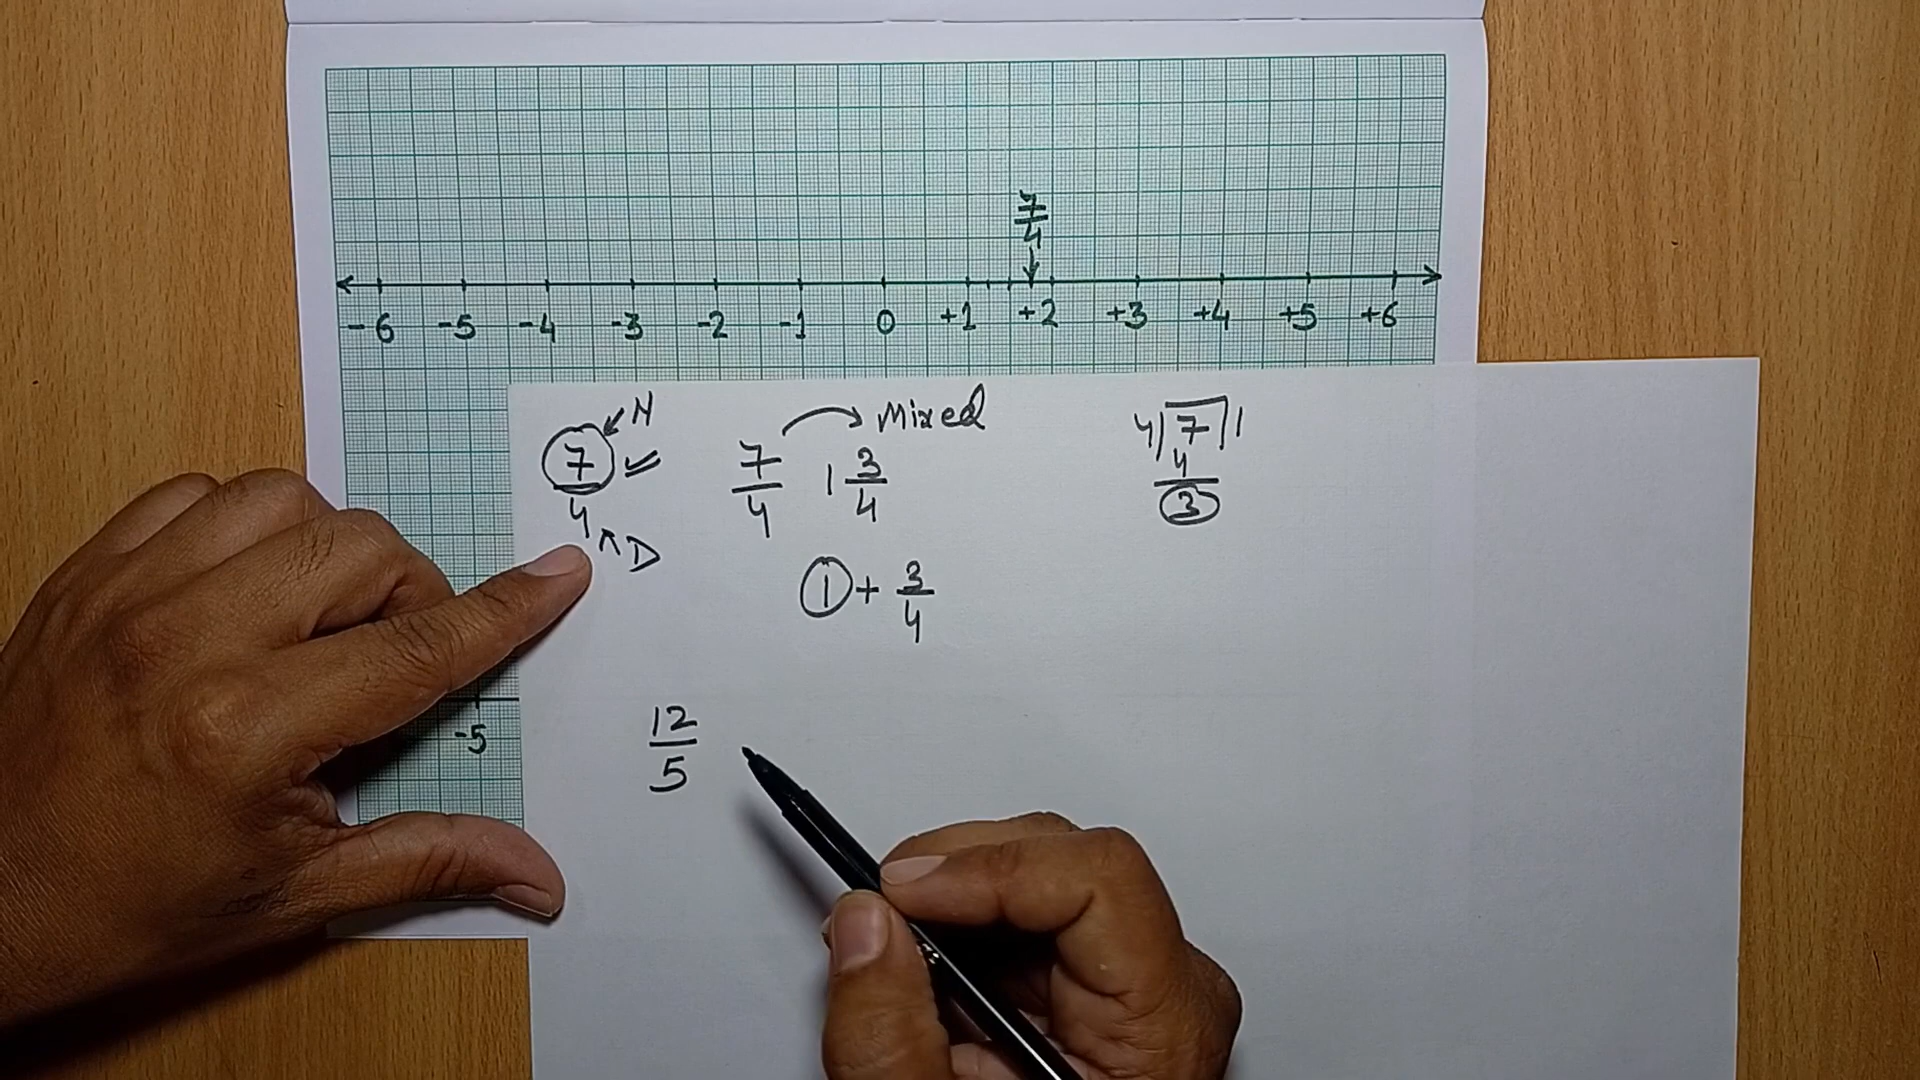 7/4
-6 -5 -4 -3 -2 -1 0 +1 +2 +3 +4 +5 +6
7/4 N D
7/4 Mixed
1 3/4
4)7(1
4
3
1 + 3/4
-5
12/5